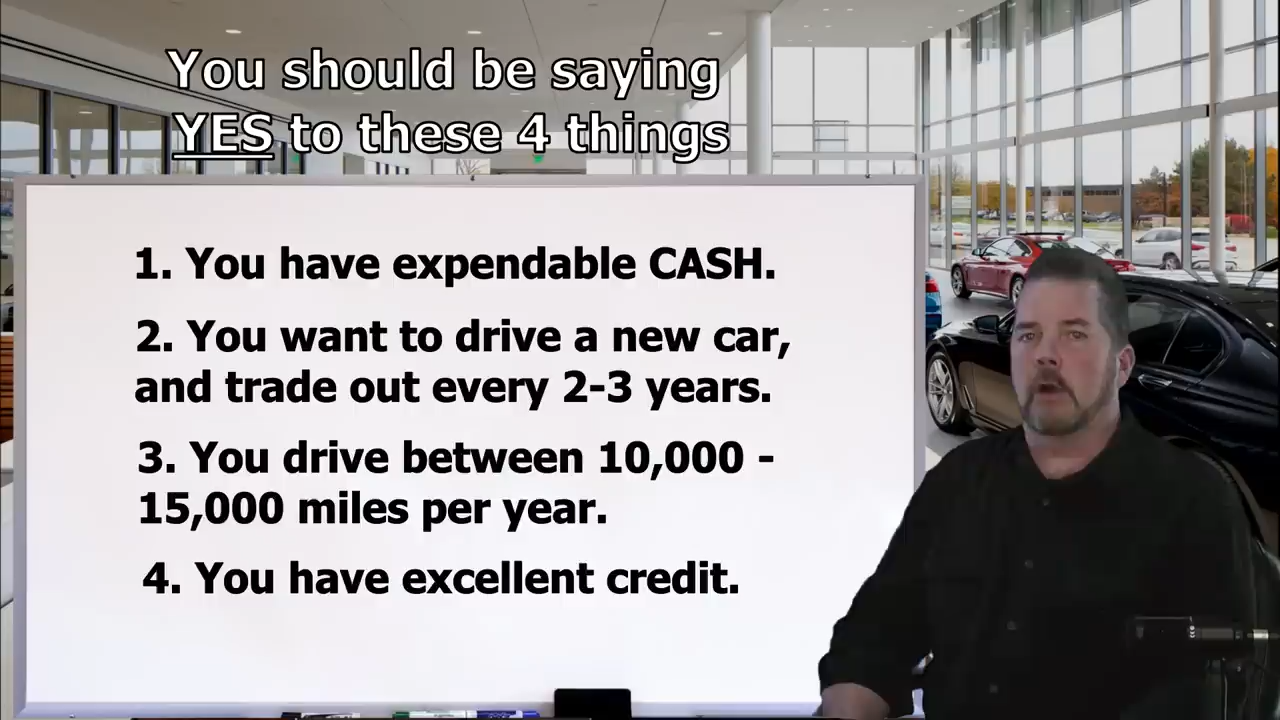 You should be saying
YES to these 4 things
1. You have expendable CASH.
2. You want to drive a new car,
and trade out every 2-3 years.
3. You drive between 10,000 -
15,000 miles per year.
4. You have excellent credit.